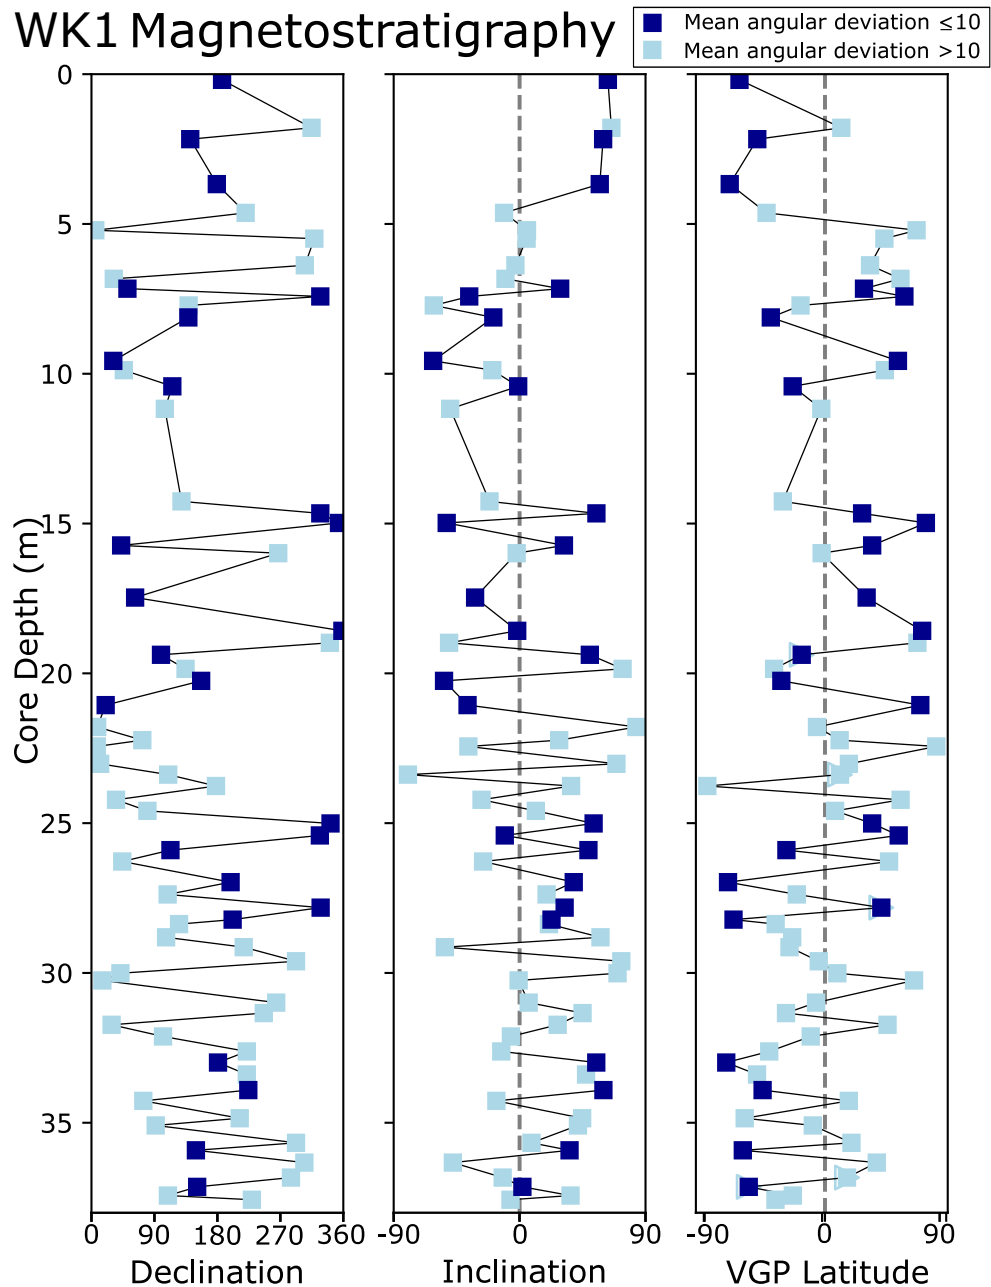 WK1 Magnetostratigraphy
Mean angular deviation ≤10
Mean angular deviation >10
0
5
10
15
20
25
30
35
Core Depth (m)
0 90 180 270 360
-90 0 90
-90 0 90
Declination
Inclination
VGP Latitude